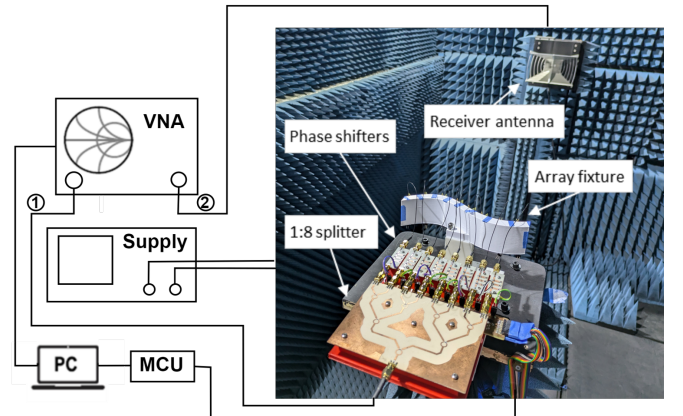 VNA
①
②
Supply
PC
MCU
Receiver antenna
Phase shifters
Array fixture
1:8 splitter